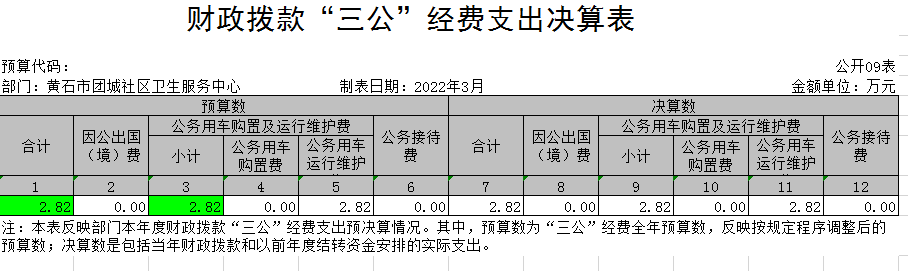 财政拨款“三公”经费支出决算表
预算代码： 公开09表
部门：黄石市团城社区卫生服务中心 制表日期：2022年3月 金额单位：万元
预算数 决算数
合计 因公出国（境）费 公务用车购置及运行维护费 公务接待费 合计 因公出国（境）费 公务用车购置及运行维护费 公务接待费
小计 公务用车购置费 公务用车运行维护 小计 公务用车购置费 公务用车运行维护
1 2 3 4 5 6 7 8 9 10 11 12
2.82 0.00 2.82 0.00 2.82 0.00 2.82 0.00 2.82 0.00 2.82 0.00
注：本表反映部门本年度财政拨款“三公”经费支出预决算情况。其中，预算数为“三公”经费全年预算数，反映按规定程序调整后的
预算数；决算数是包括当年财政拨款和以前年度结转资金安排的实际支出。